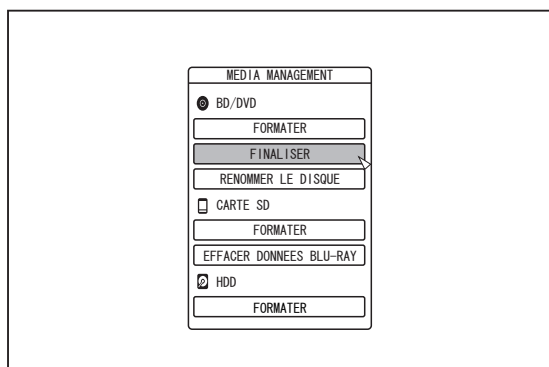 MEDIA MANAGEMENT
BD/DVD
FORMATER
FINALISER
RENOMMER LE DISQUE
CARTE SD
FORMATER
EFFACER DONNEES BLU-RAY
HDD
FORMATER